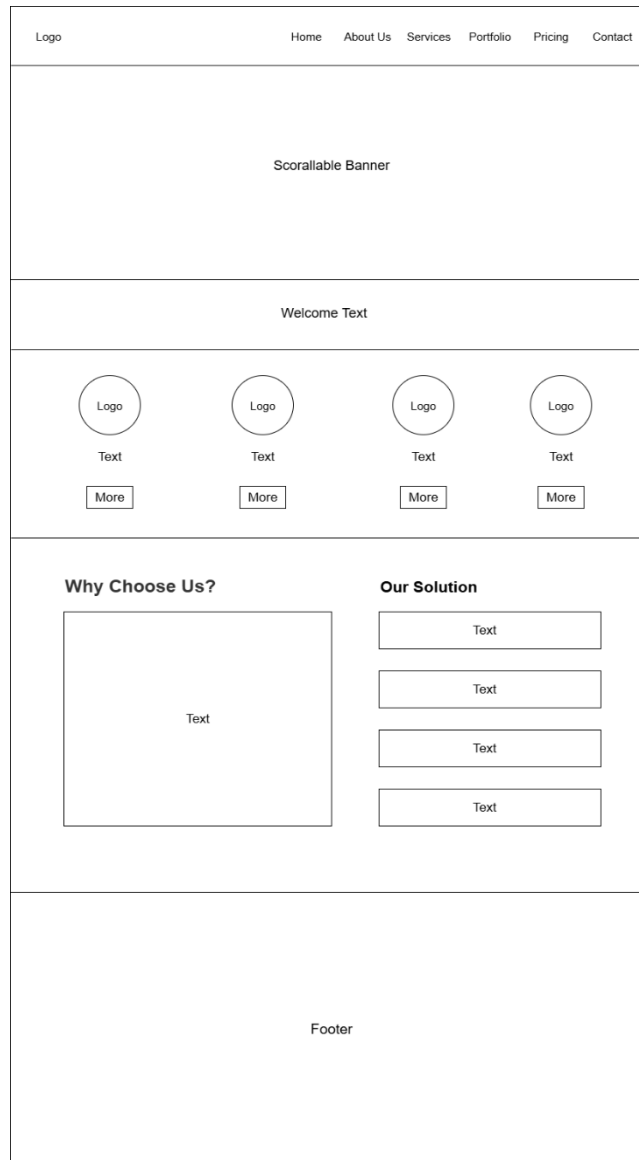 Logo Home About Us Services Portfolio Pricing Contact
Scorallable Banner
Welcome Text
Logo Logo Logo Logo
Text Text Text Text
More More More More
Why Choose Us?
Text
Our Solution
Text
Text
Text
Text
Footer